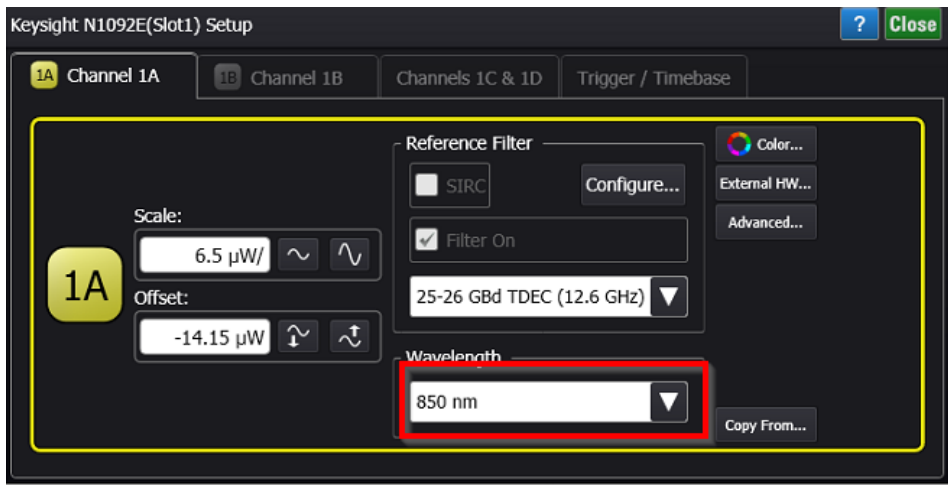 Keysight N1092E(Slot1) Setup
? Close
1A Channel 1A
1B Channel 1B
Channels 1C & 1D
Trigger / Timebase
1A
Scale:
6.5 µW/
Offset:
-14.15 µW
Reference Filter
SIRC
Configure...
Filter On
25-26 GBd TDEC (12.6 GHz)
Wavelength
850 nm
Color...
External HW...
Advanced...
Copy From...